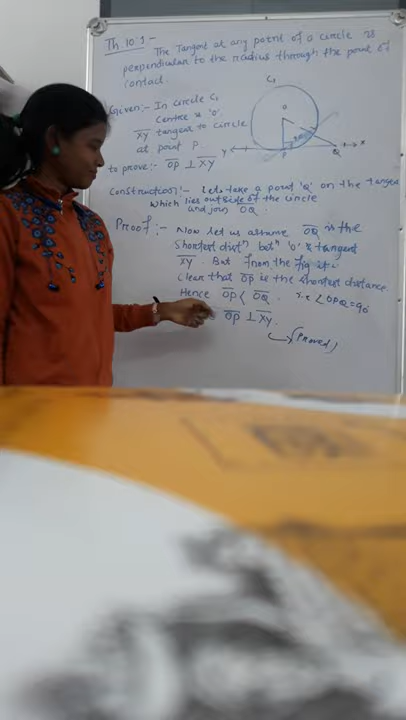 Th. 10.1 :- The Tangent at any point of a circle is
perpendicular to the radius through the point of
contact.
Given:- In circle C₁
centre is 'O'
XY tangent to circle
at point P.
C₁
O
Y
P
Q
X
to prove:- OP ⊥ XY
Construction:- Let's take a point 'Q' on the tangent
which lies outside of the circle
and join OQ.
Proof:- Now let us assume OQ is the
shortest distⁿ betⁿ 'O' & tangent
XY. But from the fig it is
clear that OP is the shortest distance.
Hence OP < OQ. i.e ∠OPQ = 90°
OP ⊥ XY.
(Proved)